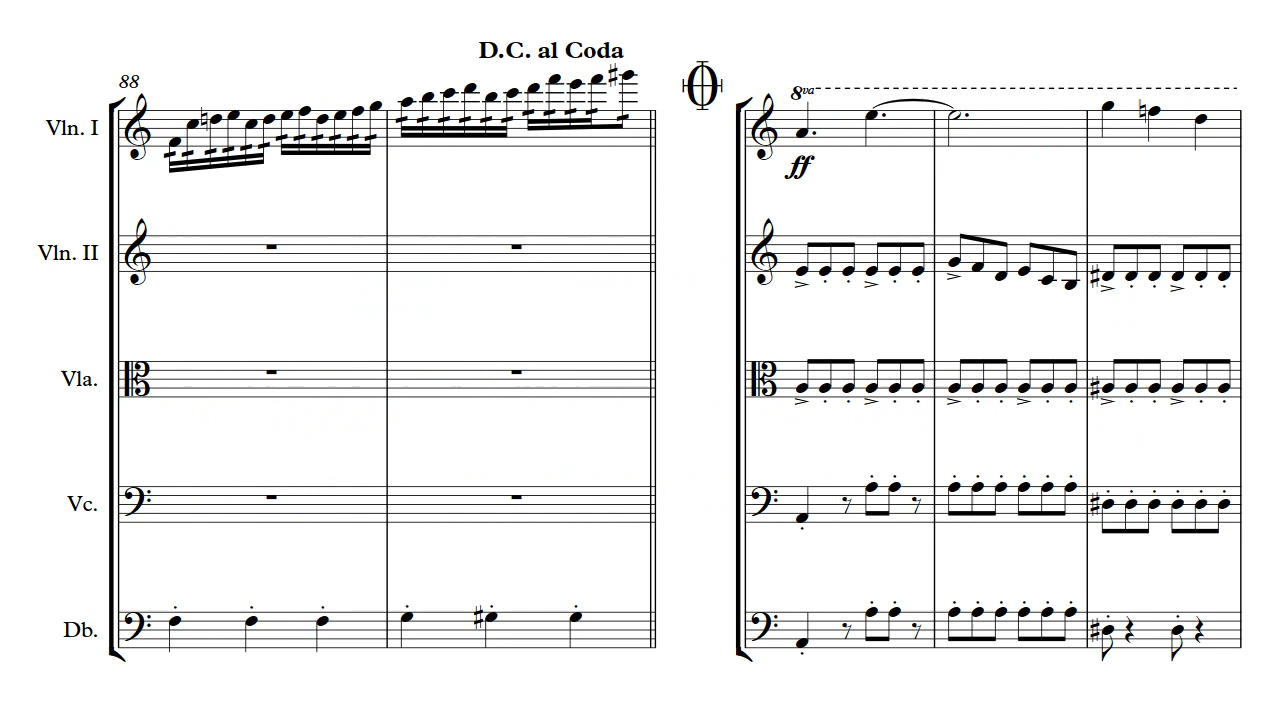 D.C. al Coda
88
8va
Vln. I
ff
Vln. II
Vla.
Vc.
Db.